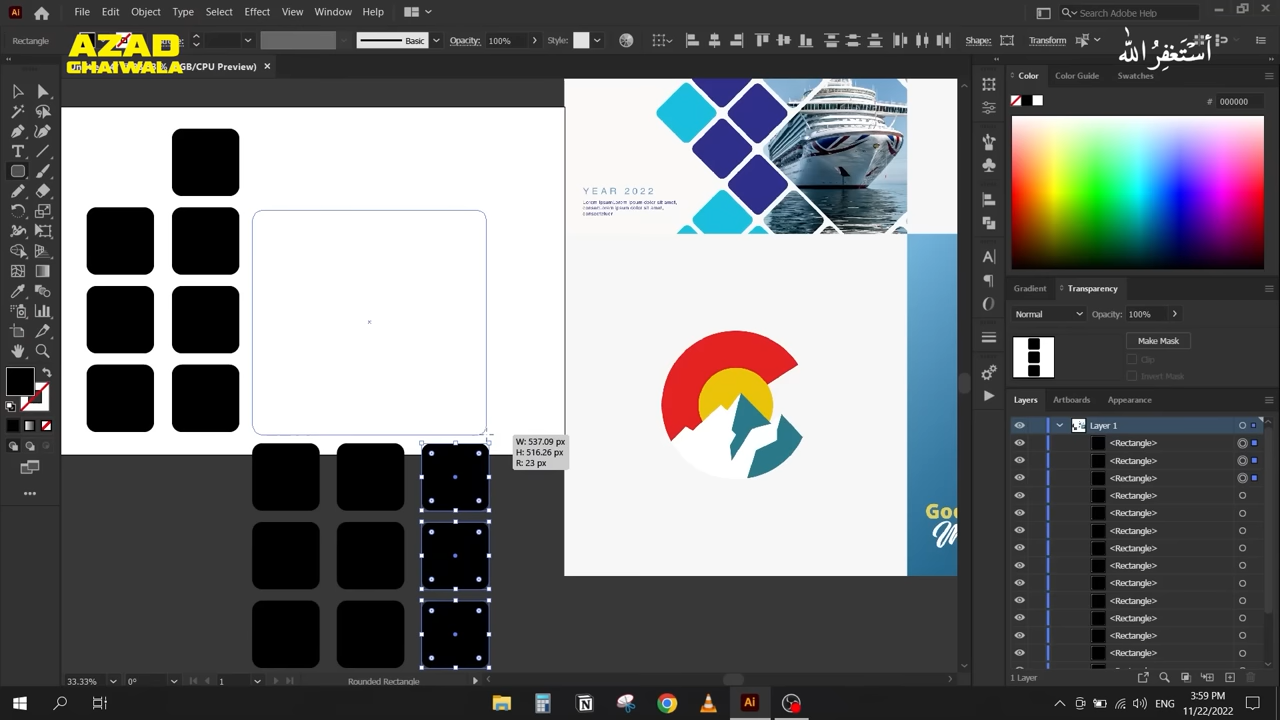 File Edit Object Type Select Effect View Window Help
Search Adobe Help
Rectangle
Basic
Opacity: 100%
Shape:
Transform
AZAD
CHAIWALA
أستغفر الله
GB/CPU Preview)
Color Color Guide Swatches
#
YEAR 2022
Gradient Transparency
Normal Opacity: 100%
Make Mask
Clip
Invert Mask
Layers Artboards Appearance
Layer 1
<Rectangle>
<Rectangle>
<Rectangle>
<Rectangle>
<Rectangle>
<Rectangle>
<Rectangle>
<Rectangle>
<Rectangle>
<Rectangle>
<Rectangle>
<Rectangle>
<Rectangle>
W: 537.09 px
H: 516.26 px
R: 23 px
33.33% 0° 1 Rounded Rectangle
1 Layer
ENG
3:59 PM
11/22/2022